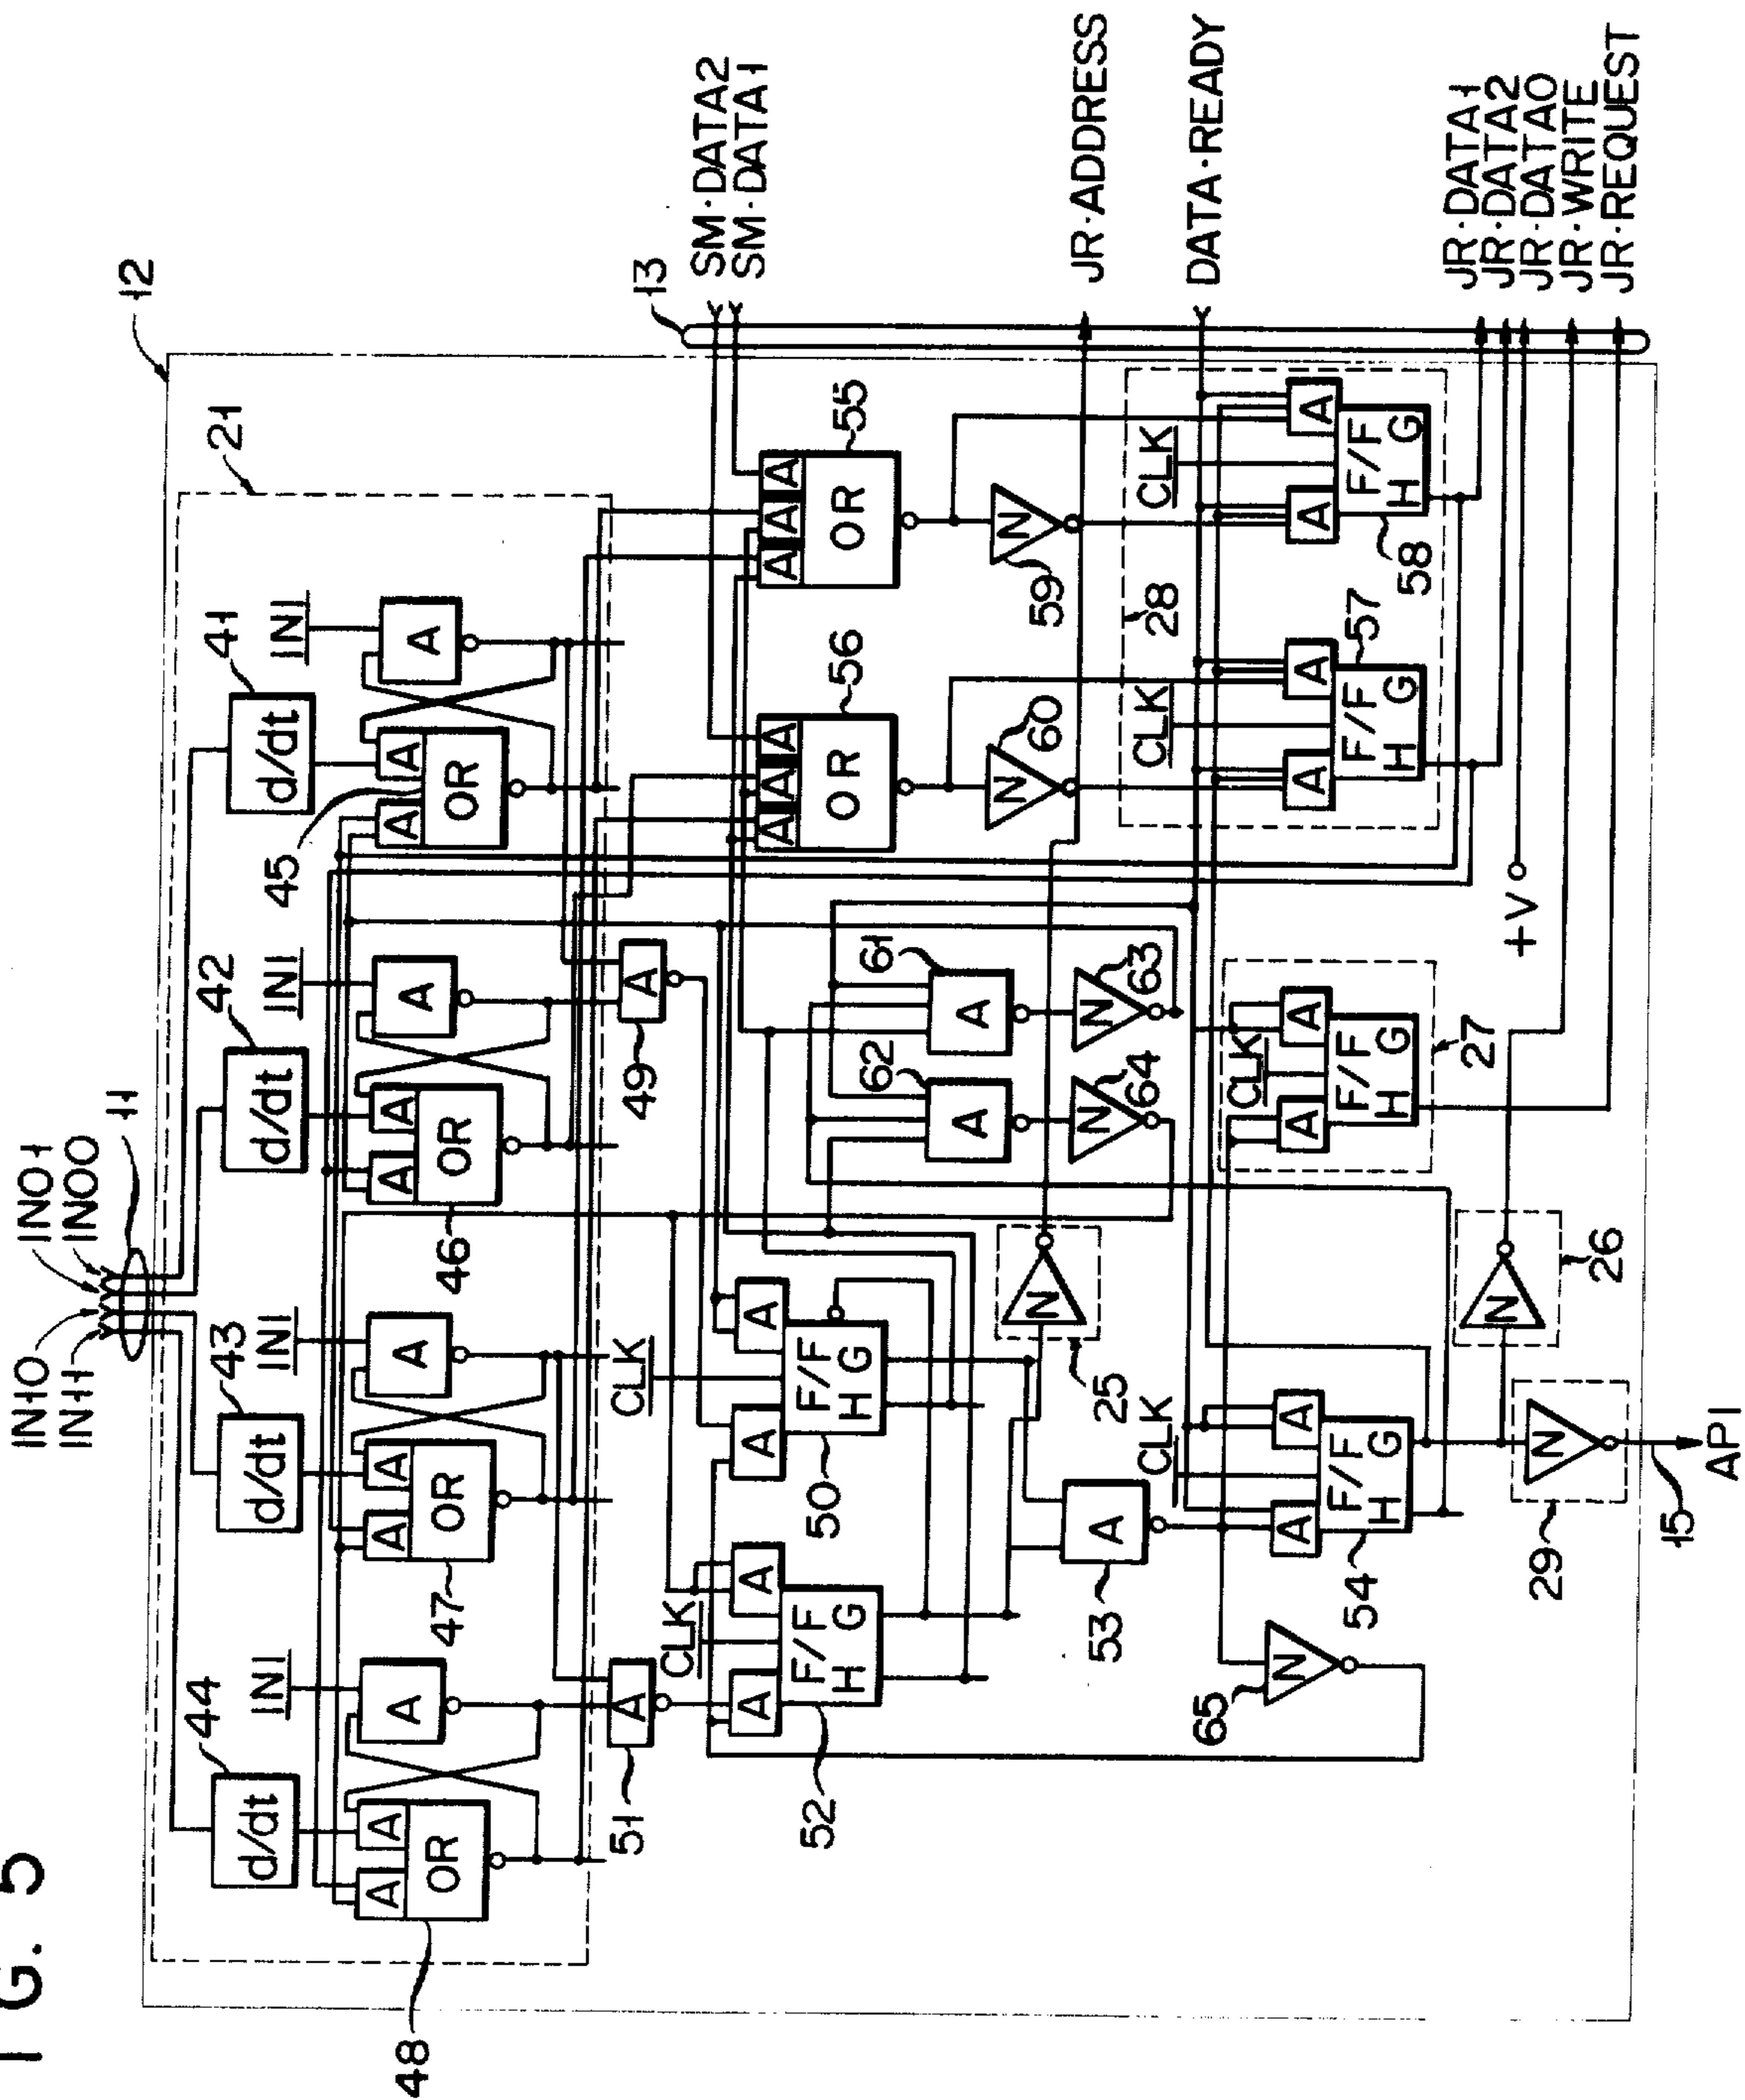 FIG. 5
IN10
IN11
IN01
IN00
11
12
21
44
43
42
41
d/dt
d/dt
d/dt
d/dt
INI
INI
INI
INI
A
A
A
A
A A
OR
A A
OR
A A
OR
A A
OR
48
47
46
45
51
49
13
SM·DATA2
SM·DATA1
CLK
CLK
A A
F/F
H G
52
A A
F/F
H G
50
A A A
OR
56
A A A
OR
55
62
61
A
A
N
64
N
63
N
60
N
59
N
25
JR·ADDRESS
DATA·READY
A
53
N
65
CLK
A A
F/F
H G
54
CLK
A A
F/F
H G
27
28
CLK
A A
F/F
H G
57
CLK
A A
F/F
H G
58
+V
N
26
N
29
15
API
JR·DATA1
JR·DATA2
JR·DATA0
JR·WRITE
JR·REQUEST